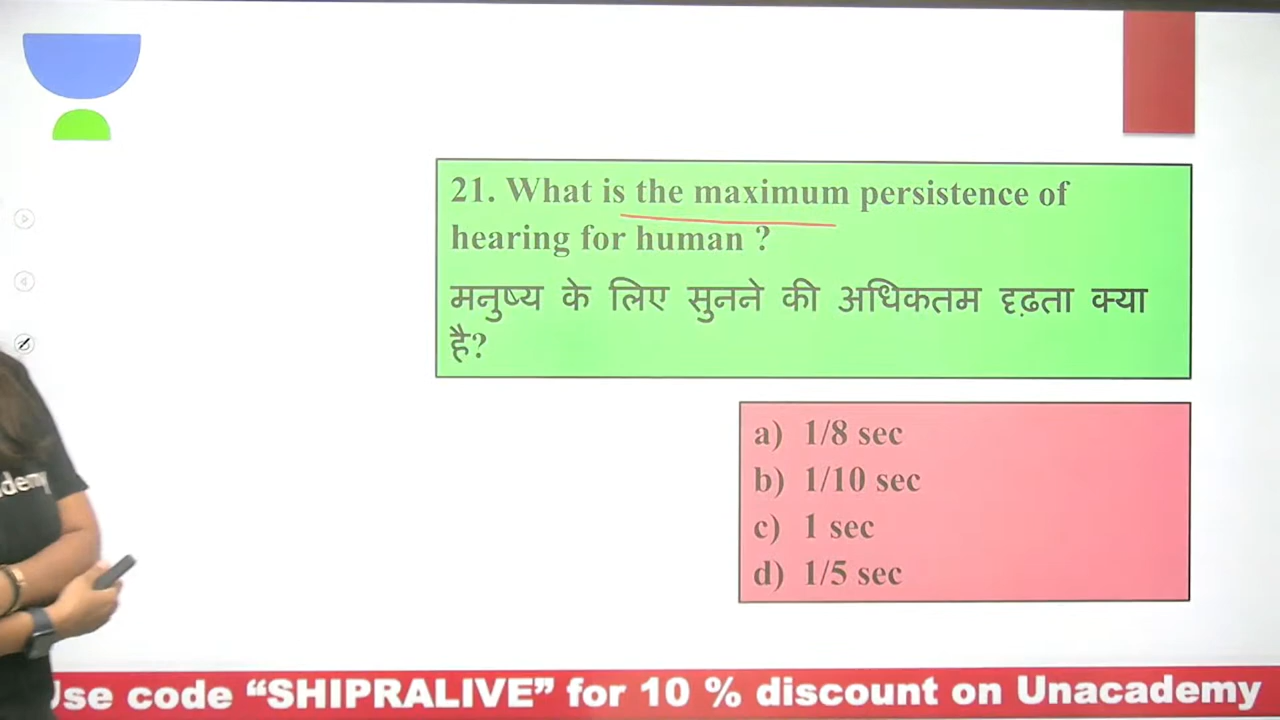 21. What is the maximum persistence of
hearing for human ?
मनुष्य के लिए सुनने की अधिकतम दृढ़ता क्या
है?
a) 1/8 sec
b) 1/10 sec
c) 1 sec
d) 1/5 sec
demy
Use code “SHIPRALIVE” for 10 % discount on Unacademy